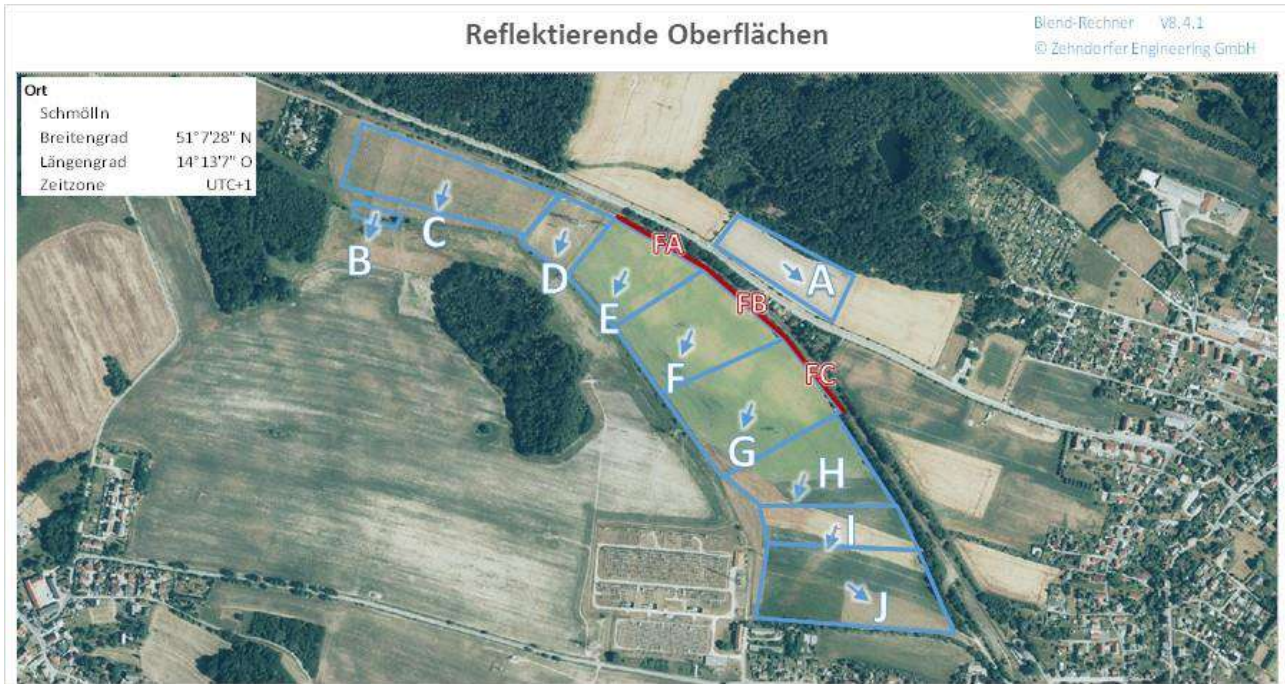 Reflektierende Oberflächen
Blend-Rechner V8.4.1
© Zehndorfer Engineering GmbH
Ort
Schmölln
Breitengrad 51°7'28" N
Längengrad 14°13'7" O
Zeitzone UTC+1
A
B
C
D
E
F
G
H
I
J
FA
FB
FC